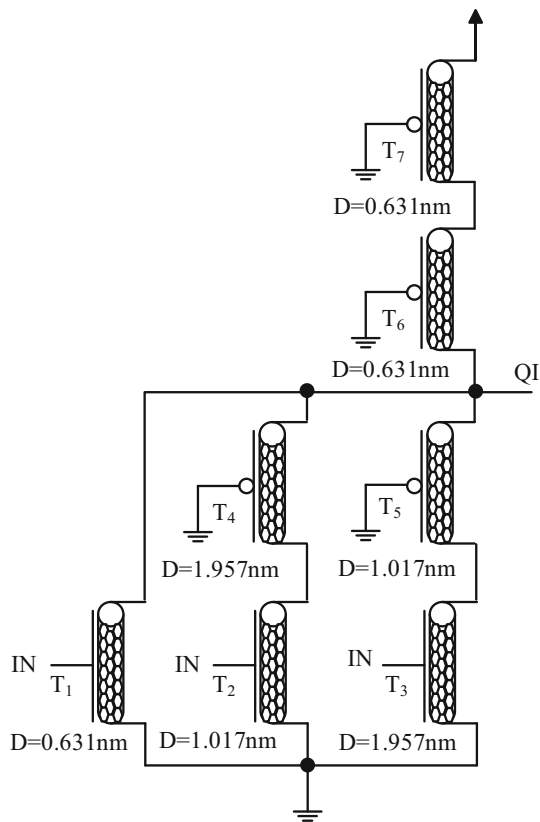 T₇
D=0.631nm
T₆
D=0.631nm
QI
T₄
T₅
D=1.957nm
D=1.017nm
IN
IN
IN
T₁
T₂
T₃
D=0.631nm
D=1.017nm
D=1.957nm